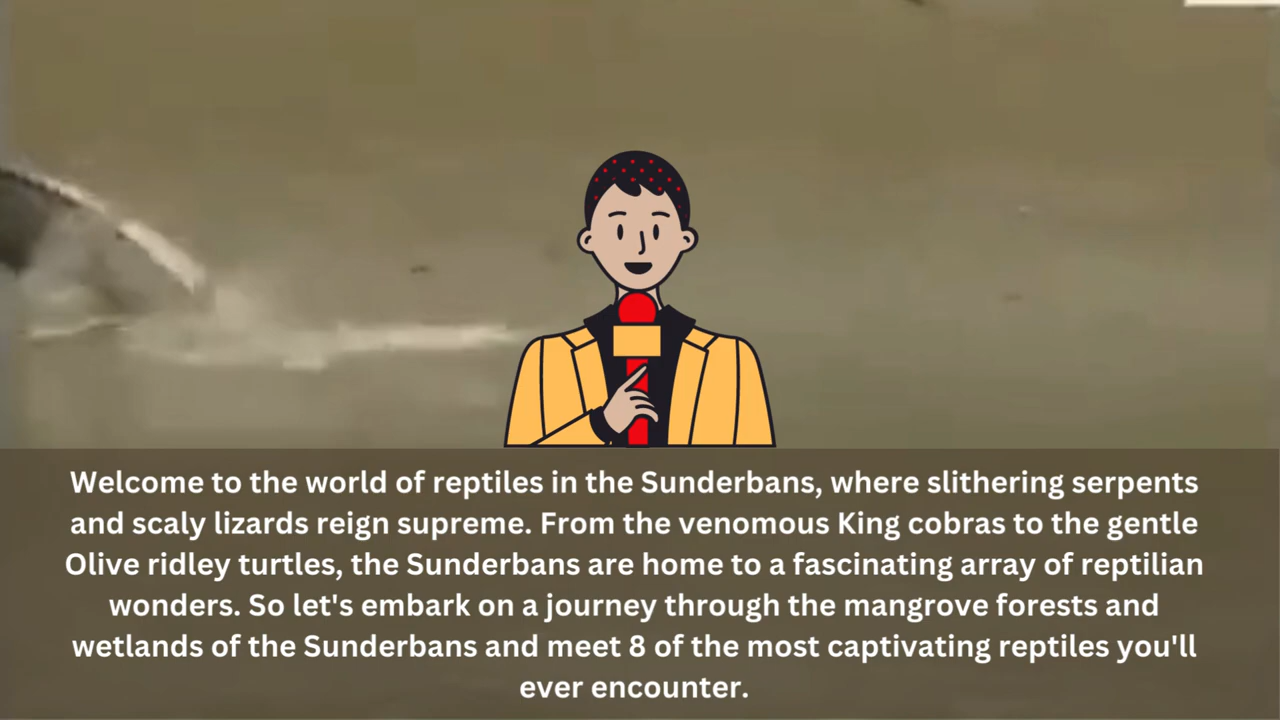 Welcome to the world of reptiles in the Sunderbans, where slithering serpents
and scaly lizards reign supreme. From the venomous King cobras to the gentle
Olive ridley turtles, the Sunderbans are home to a fascinating array of reptilian
wonders. So let's embark on a journey through the mangrove forests and
wetlands of the Sunderbans and meet 8 of the most captivating reptiles you'll
ever encounter.